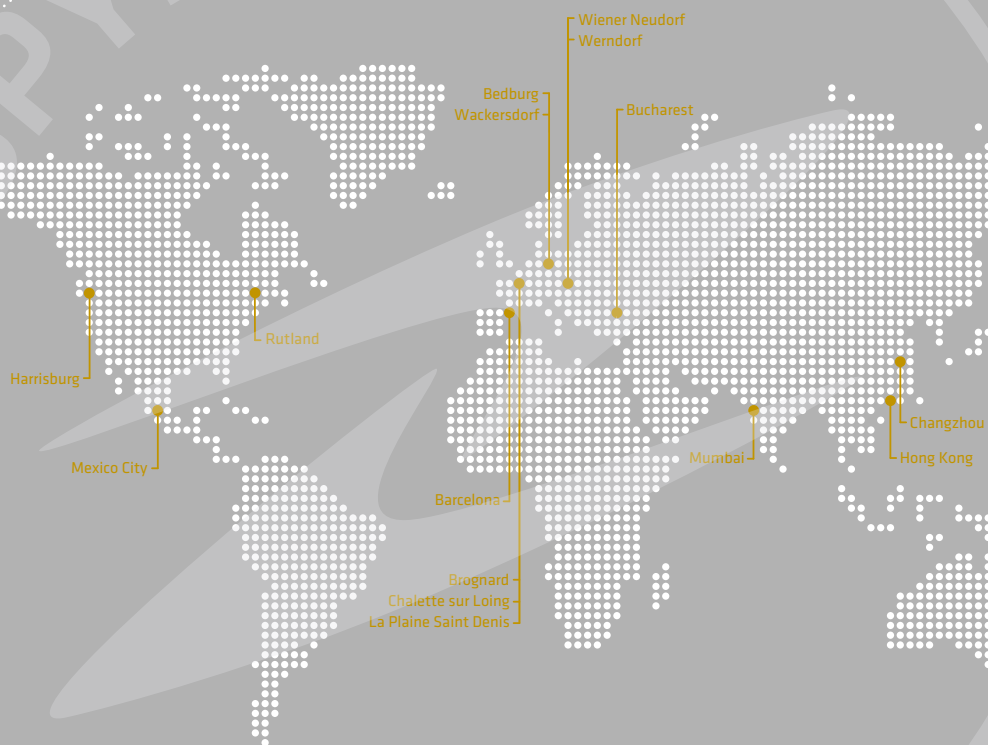 Wiener Neudorf
Werndorf
Bedburg
Wackersdorf
Bucharest
Rutland
Harrisburg
Mexico City
Changzhou
Mumbai
Hong Kong
Barcelona
Brognard
Chalette sur Loing
La Plaine Saint Denis